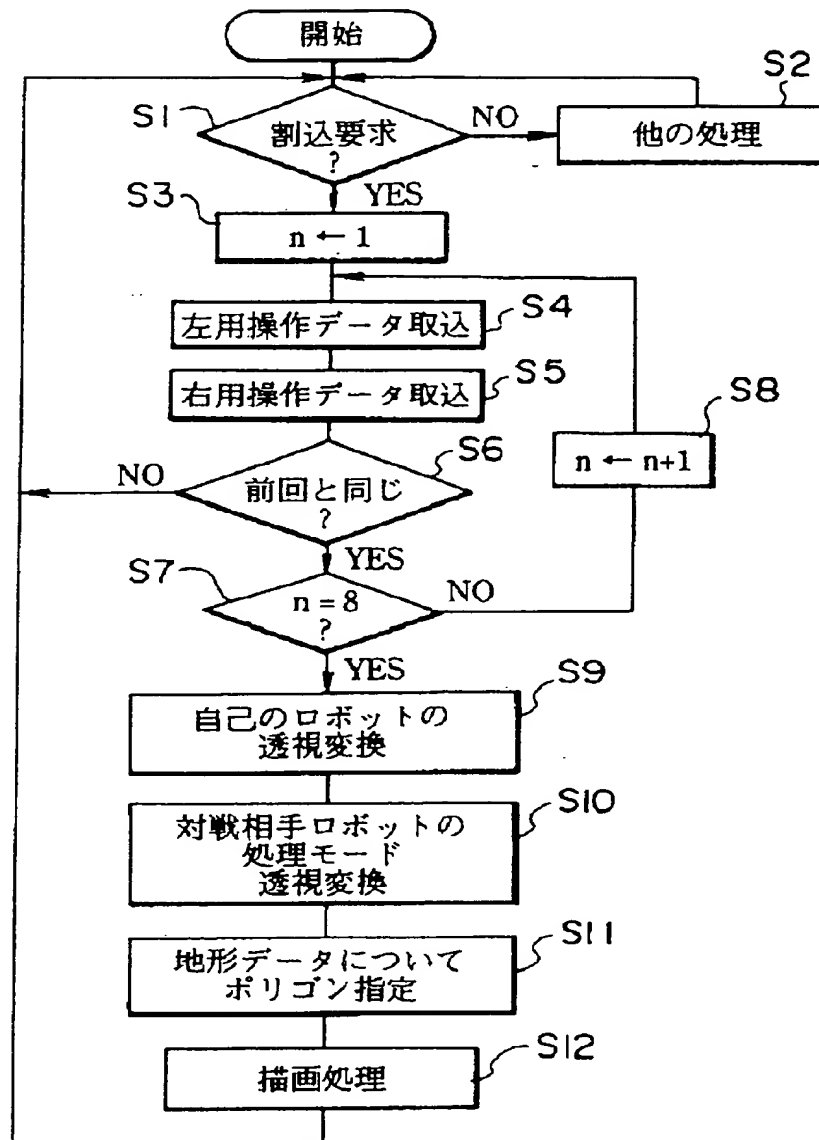 開始
S1
割込要求
?
NO
S2
他の処理
YES
S3
n ← 1
S4
左用操作データ取込
S5
右用操作データ取込
S6
前回と同じ
?
NO
YES
S8
n ← n+1
S7
n = 8
?
NO
YES
S9
自己のロボットの
透視変換
S10
対戦相手ロボットの
処理モード
透視変換
S11
地形データについて
ポリゴン指定
S12
描画処理